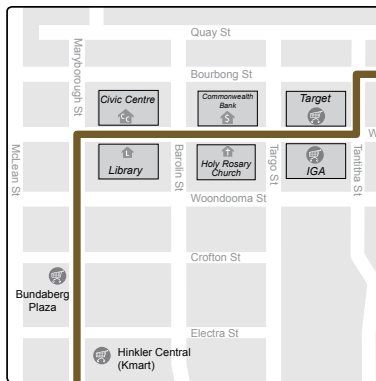 Quay St
Maryborough St
Bourbong St
Civic Centre
CC
Commonwealth
Bank
$
Target
W
McLean St
L
Library
Barolin St
Holy Rosary
Church
Targo St
IGA
Tantitha St
Woondooma St
Crofton St
Bundaberg
Plaza
Electra St
Hinkler Central
(Kmart)